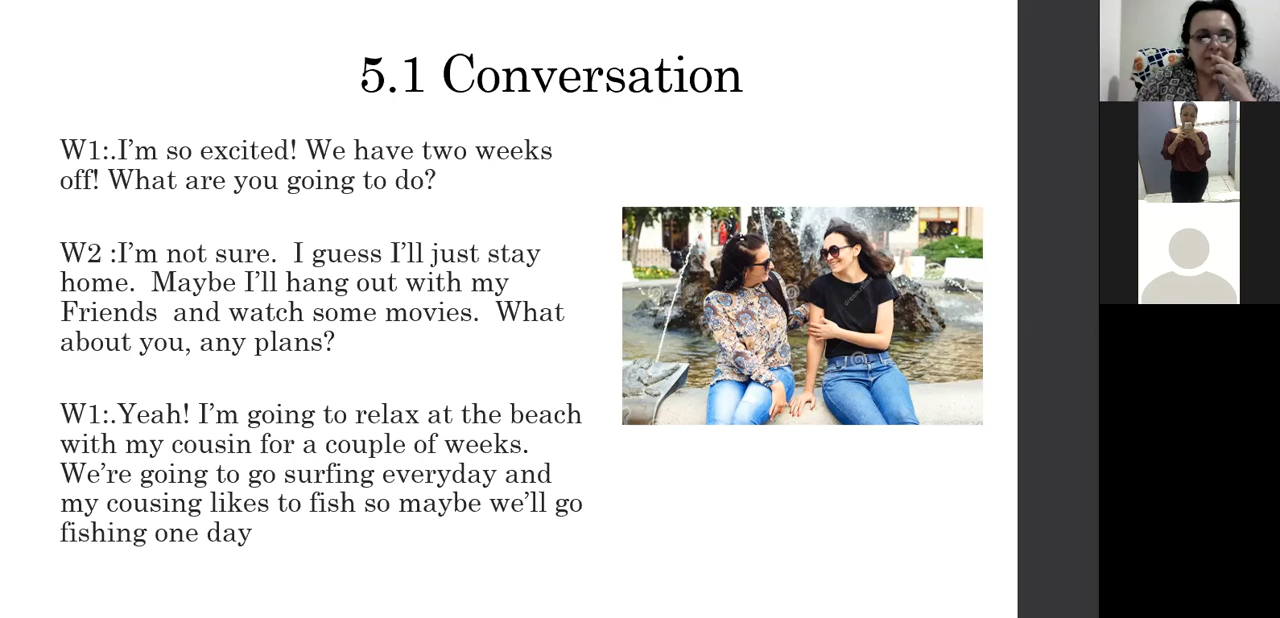 5.1 Conversation
W1:.I'm so excited! We have two weeks
off! What are you going to do?
W2 :I'm not sure.  I guess I'll just stay
home.  Maybe I'll hang out with my
Friends  and watch some movies.  What
about you, any plans?
W1:.Yeah! I'm going to relax at the beach
with my cousin for a couple of weeks.
We're going to go surfing everyday and
my cousing likes to fish so maybe we'll go
fishing one day